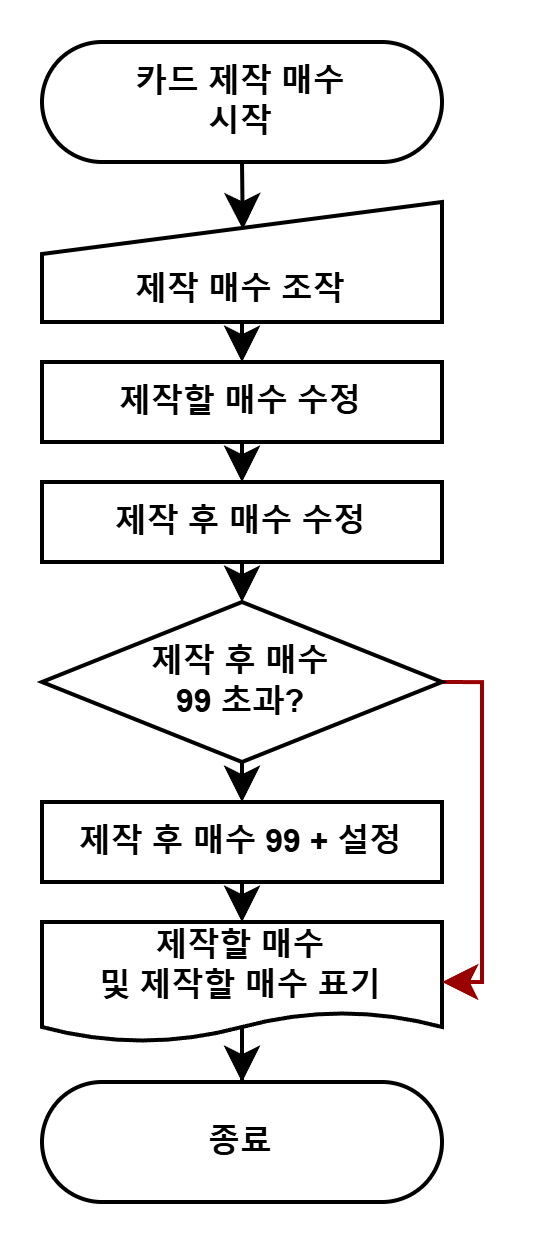 카드 제작 매수
시작
제작 매수 조작
제작할 매수 수정
제작 후 매수 수정
제작 후 매수
99 초과?
제작 후 매수 99 + 설정
제작할 매수
및 제작할 매수 표기
종료